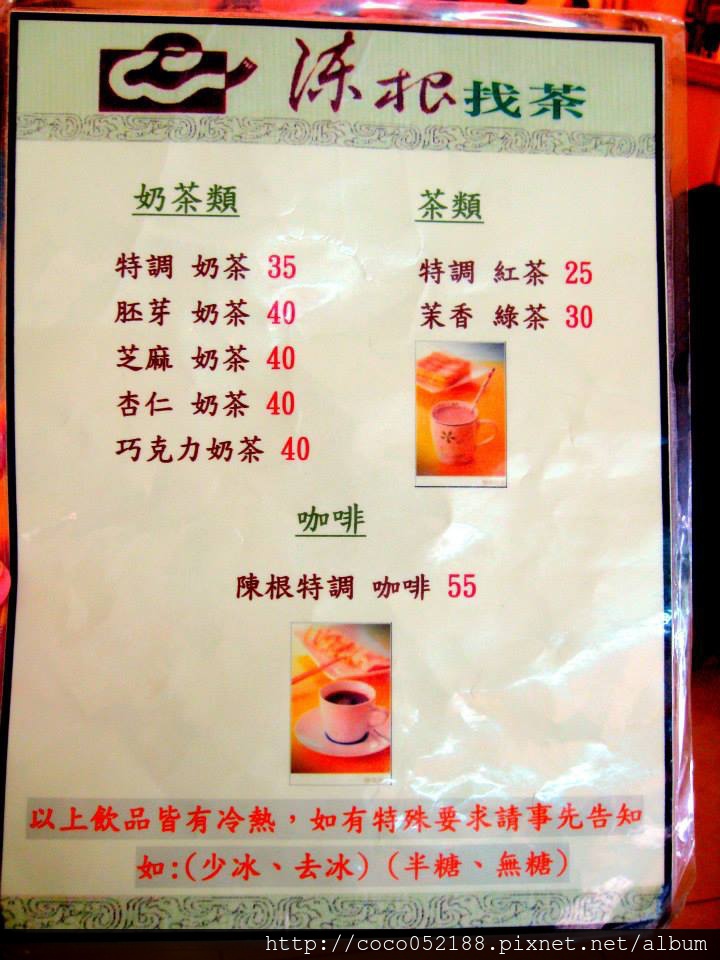 陳根找茶
奶茶類
特調 奶茶 35
胚芽 奶茶 40
芝麻 奶茶 40
杏仁 奶茶 40
巧克力奶茶 40
茶類
特調 紅茶 25
茉香 綠茶 30
咖啡
陳根特調 咖啡 55
以上飲品皆有冷熱，如有特殊要求請事先告知
如:(少冰、去冰) (半糖、無糖)
http://coco052188.pixnet.net/album